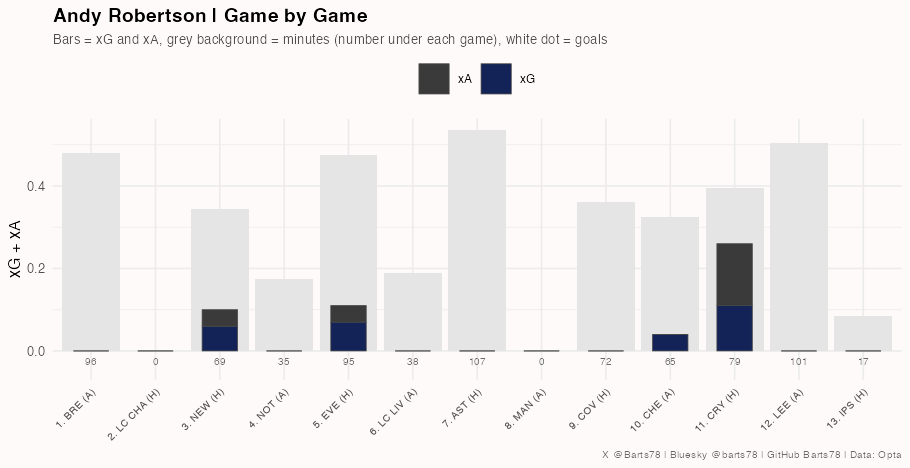 Andy Robertson | Game by Game
Bars = xG and xA, grey background = minutes (number under each game), white dot = goals
xA xG
xG + xA
0.4
0.2
0.0
96 0 69 35 95 38 107 0 72 65 79 101 17
1. BRE (A) 2. LC CHA (H) 3. NEW (H) 4. NOT (A) 5. EVE (H) 6. LC LIV (A) 7. AST (H) 8. MAN (A) 9. COV (H) 10. CHE (A) 11. CRY (H) 12. LEE (A) 13. IPS (H)
X @Barts78 | Bluesky @barts78 | GitHub Barts78 | Data: Opta